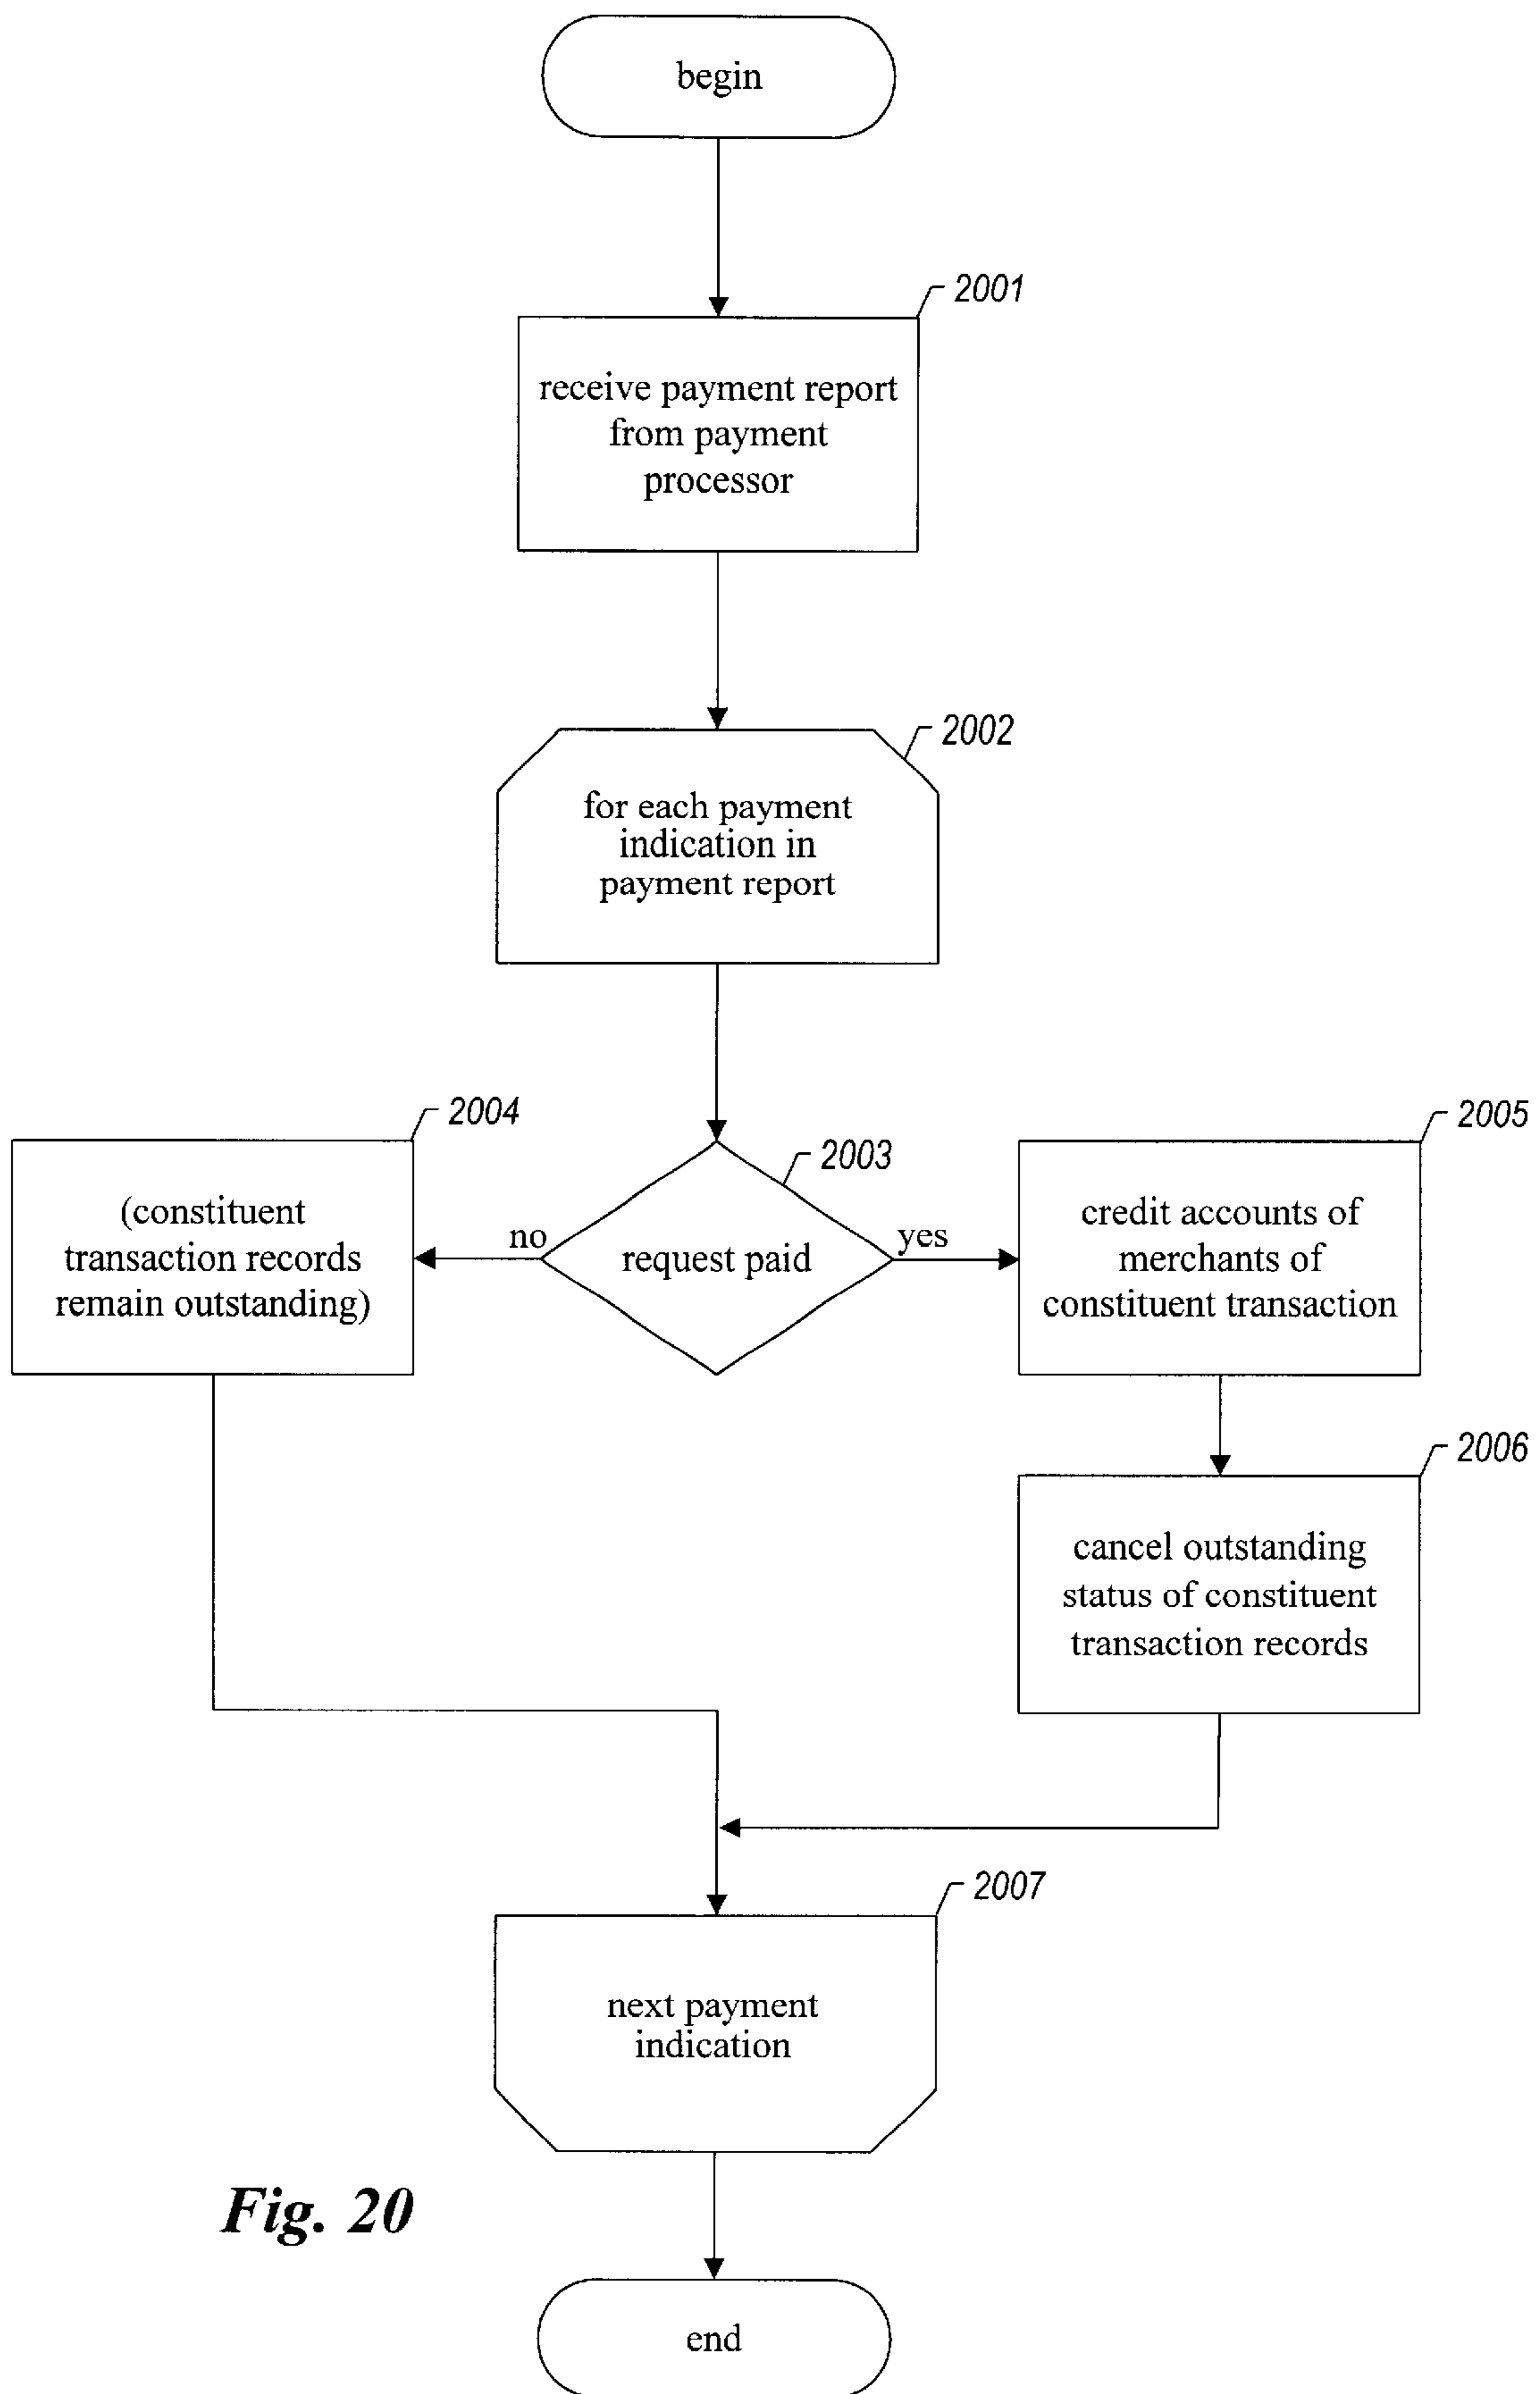 begin
2001
receive payment report
from payment
processor
2002
for each payment
indication in
payment report
2004
(constituent
transaction records
remain outstanding)
2003
no
request paid
yes
2005
credit accounts of
merchants of
constituent transaction
2006
cancel outstanding
status of constituent
transaction records
2007
next payment
indication
Fig. 20
end